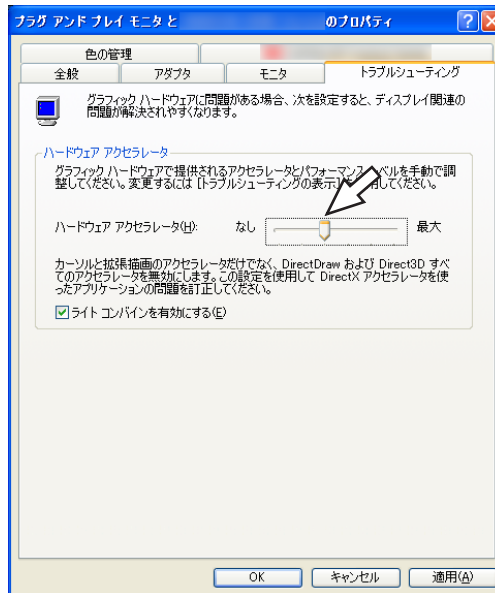 プラグ アンド プレイ モニタ と のプロパティ
色の管理
全般 アダプタ モニタ トラブルシューティング
グラフィック ハードウェアに問題がある場合、次を設定すると、ディスプレイ関連の
問題が解決されやすくなります。
ハードウェア アクセラレータ
グラフィック ハードウェアで提供されるアクセラレータとパフォーマンス レベルを手動で調
整してください。変更するには [トラブルシューティングの表示] を使用してください。
ハードウェア アクセラレータ(H): なし 最大
カーソルと拡張描画のアクセラレータだけでなく、DirectDraw および Direct3D すべ
てのアクセラレータを無効にします。この設定を使用して DirectX アクセラレータを使
ったアプリケーションの問題を訂正してください。
ライト コンバインを有効にする(E)
OK キャンセル 適用(A)